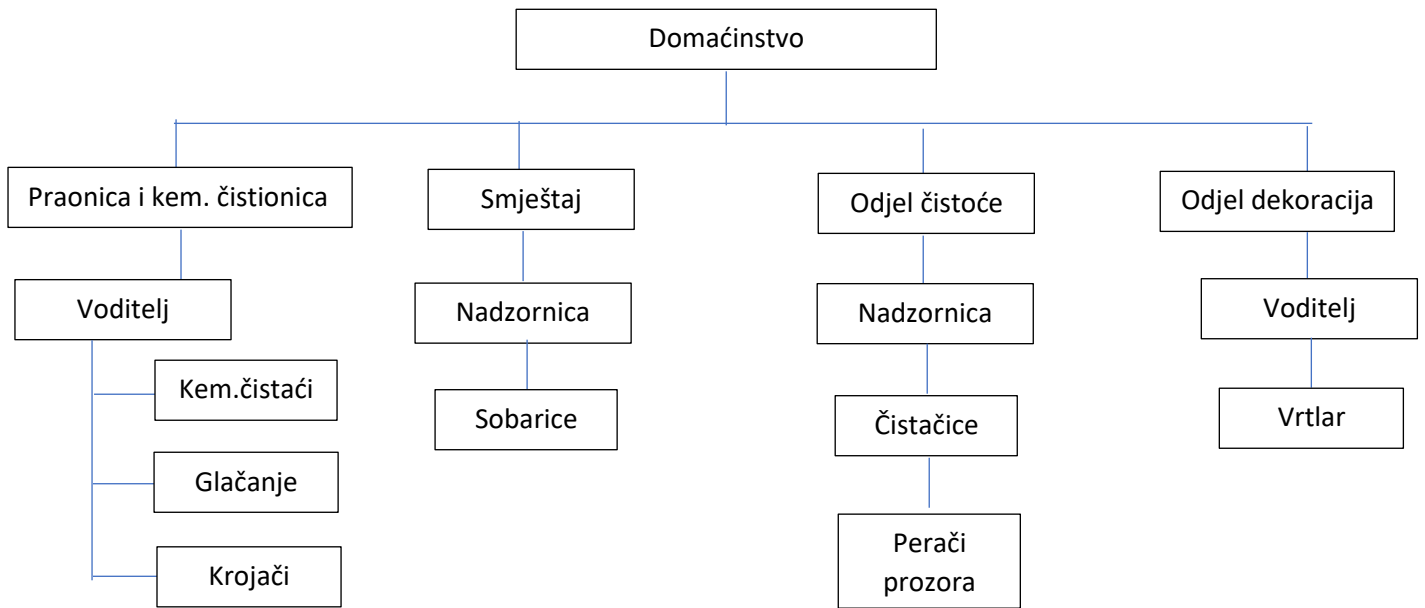 Domaćinstvo
Praonica i kem. čistionica
Smještaj
Odjel čistoće
Odjel dekoracija
Voditelj
Nadzornica
Nadzornica
Voditelj
Kem.čistaći
Sobarice
Čistačice
Vrtlar
Glačanje
Perači
prozora
Krojači